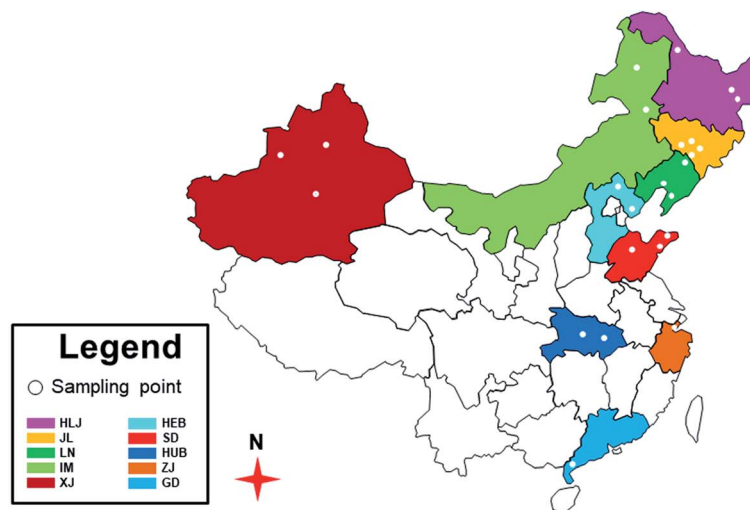 Legend
Sampling point
HLJ HEB
JL SD
LN HUB
IM ZJ
XJ GD
N